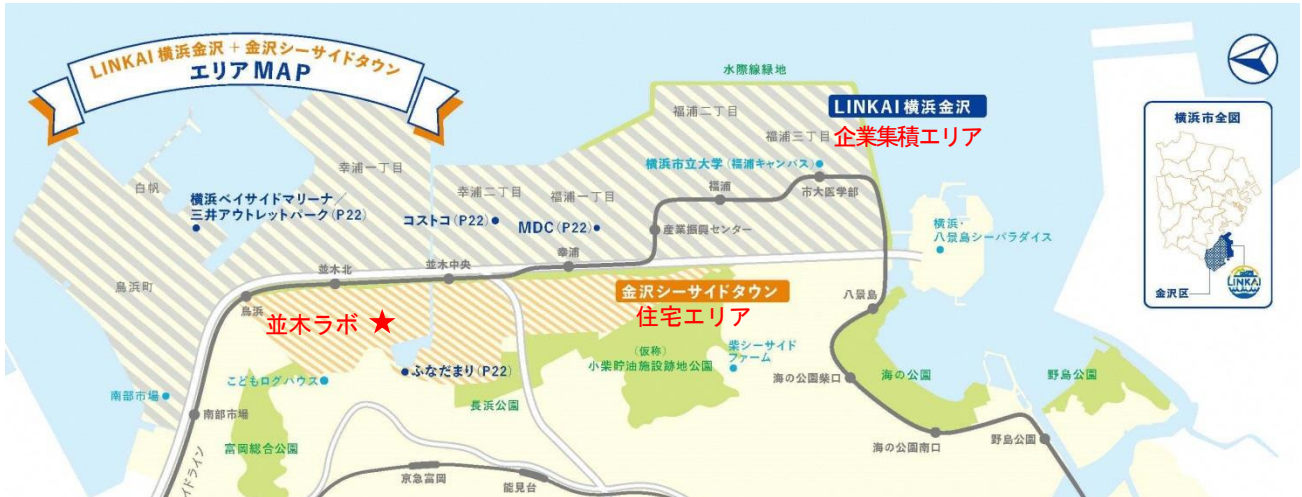 LINKAI 横浜金沢 + 金沢シーサイドタウン
エリアMAP
水際線緑地
福浦二丁目
LINKAI 横浜金沢
企業集積エリア
福浦三丁目
横浜市立大学(福浦キャンパス)
市大医学部
福浦
産業振興センター
幸浦一丁目
白帆
横浜ベイサイドマリーナ/
三井アウトレットパーク(P22)
幸浦二丁目
福浦一丁目
コストコ(P22)
MDC(P22)
幸浦
並木中央
並木北
鳥浜町
鳥浜
並木ラボ ★
金沢シーサイドタウン
住宅エリア
横浜・
八景島シーパラダイス
八景島
(仮称)
小柴貯油施設跡地公園
柴シーサイド
ファーム
ふなだまり(P22)
こどもログハウス
長浜公園
南部市場
南部市場
富岡総合公園
海の公園柴口
海の公園
野島公園
海の公園南口
野島公園
京急富岡
能見台
イドライン
横浜市全図
金沢区
LINKAI